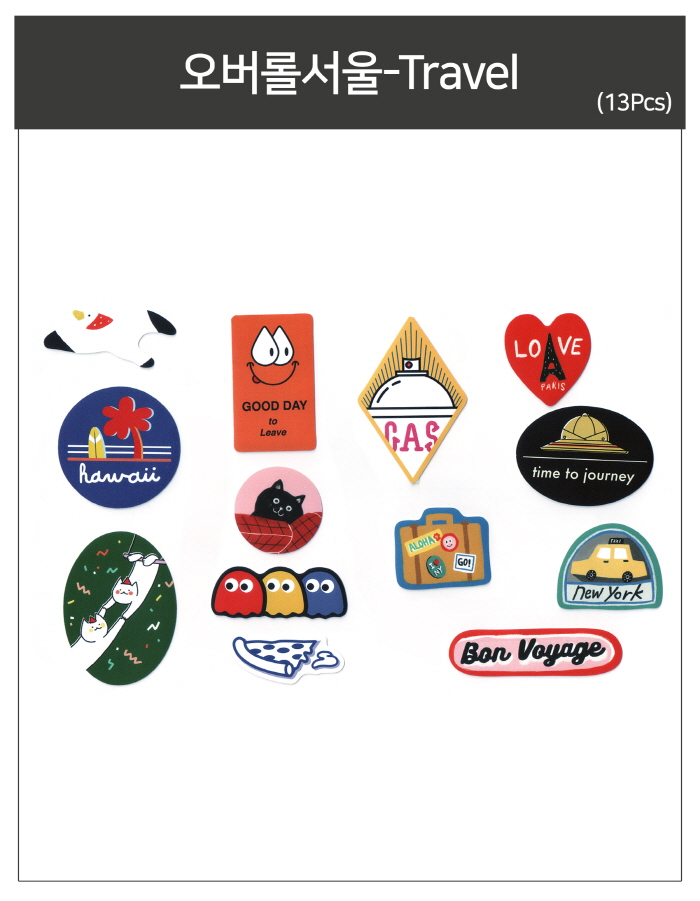 오버롤서울-Travel
(13Pcs)
GOOD DAY
to
Leave
GAS
LOVE
PARIS
hawaii
time to journey
ALOHA
I NY
GO!
TAXI
new York
Bon Voyage